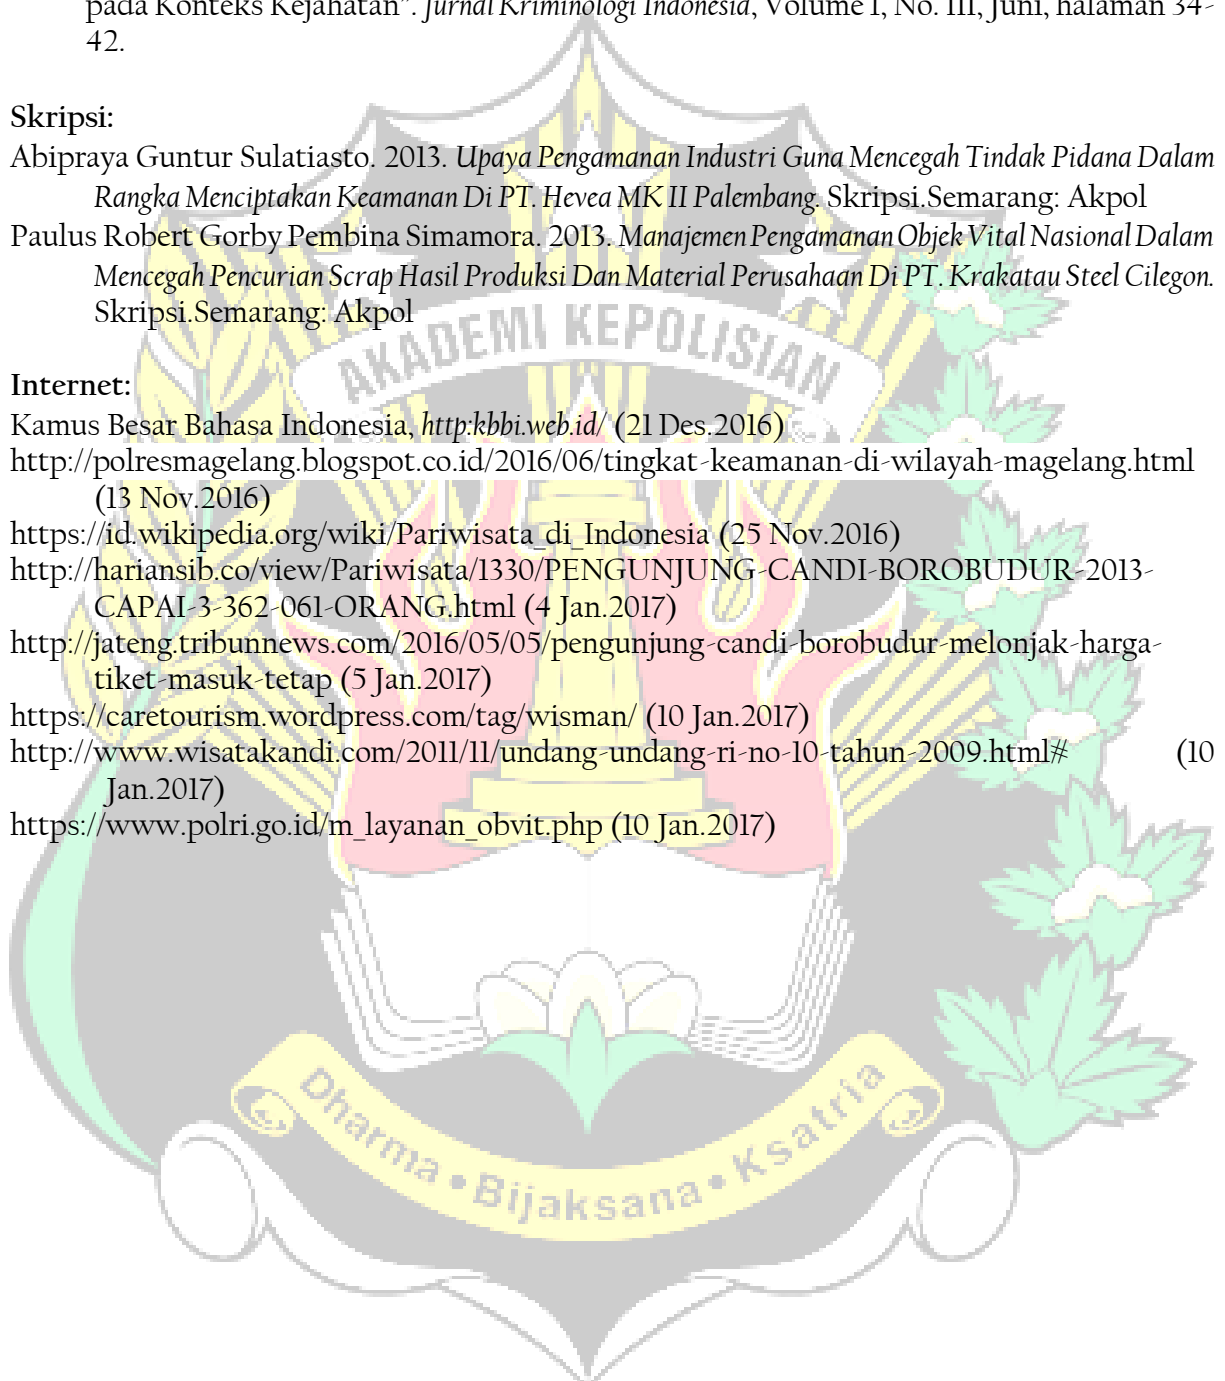 pada Konteks Kejahatan". Jurnal Kriminologi Indonesia, Volume I, No. III, Juni, halaman 34-
42.
Skripsi:
Abipraya Guntur Sulatiasto. 2013. Upaya Pengamanan Industri Guna Mencegah Tindak Pidana Dalam
Rangka Menciptakan Keamanan Di PT. Hevea MK II Palembang. Skripsi.Semarang: Akpol
Paulus Robert Gorby Pembina Simamora. 2013. Manajemen Pengamanan Objek Vital Nasional Dalam
Mencegah Pencurian Scrap Hasil Produksi Dan Material Perusahaan Di PT. Krakatau Steel Cilegon.
Skripsi.Semarang: Akpol
AKADEMI KEPOLISIAN
Internet:
Kamus Besar Bahasa Indonesia, http:kbbi.web.id/ (21 Des.2016)
http://polresmagelang.blogspot.co.id/2016/06/tingkat-keamanan-di-wilayah-magelang.html
(13 Nov.2016)
https://id.wikipedia.org/wiki/Pariwisata_di_Indonesia (25 Nov.2016)
http://hariansib.co/view/Pariwisata/1330/PENGUNJUNG-CANDI-BOROBUDUR-2013-
CAPAI-3-362-061-ORANG.html (4 Jan.2017)
http://jateng.tribunnews.com/2016/05/05/pengunjung-candi-borobudur-melonjak-harga-
tiket-masuk-tetap (5 Jan.2017)
https://caretourism.wordpress.com/tag/wisman/ (10 Jan.2017)
http://www.wisatakandi.com/2011/11/undang-undang-ri-no-10-tahun-2009.html# (10
Jan.2017)
https://www.polri.go.id/m_layanan_obvit.php (10 Jan.2017)
Dharma • Bijaksana • Ksatria